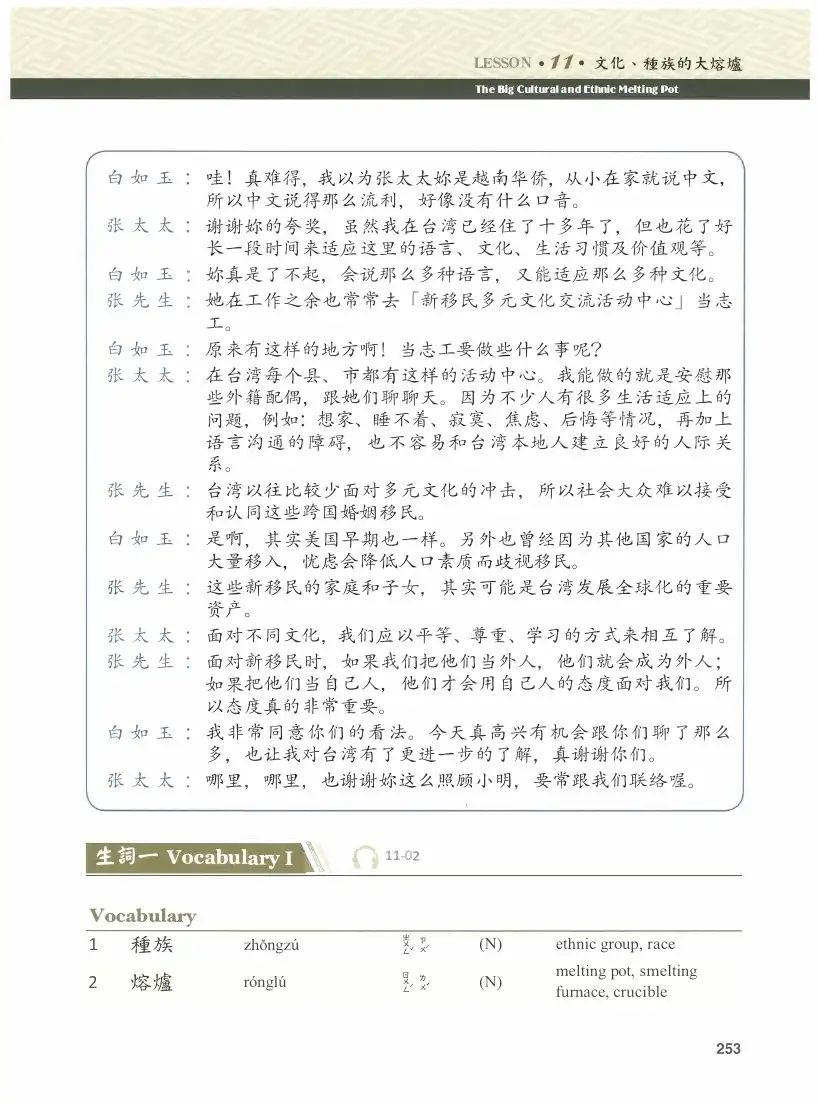 LESSON • 11 • 文化、種族的大熔爐
The Big Cultural and Ethnic Melting Pot
白如玉：哇！真难得，我以为张太太妳是越南华侨，从小在家就说中文，
所以中文说得那么流利，好像没有什么口音。
张太太：谢谢妳的夸奖，虽然我在台湾已经住了十多年了，但也花了好
长一段时间来适应这里的语言、文化、生活习惯及价值观等。
白如玉：妳真是了不起，会说那么多种语言，又能适应那么多种文化。
张先生：她在工作之余也常常去「新移民多元文化交流活动中心」当志
工。
白如玉：原来有这样的地方啊！当志工要做些什么事呢？
张太太：在台湾每个县、市都有这样的活动中心。我能做的就是安慰那
些外籍配偶，跟她们聊聊天。因为不少人有很多生活适应上的
问题，例如：想家、睡不着、寂寞、焦虑、后悔等情况，再加上
语言沟通的障碍，也不容易和台湾本地人建立良好的人际关
系。
张先生：台湾以往比较少面对多元文化的冲击，所以社会大众难以接受
和认同这些跨国婚姻移民。
白如玉：是啊，其实美国早期也一样。另外也曾经因为其他国家的人口
大量移入，忧虑会降低人口素质而歧视移民。
张先生：这些新移民的家庭和子女，其实可能是台湾发展全球化的重要
资产。
张太太：面对不同文化，我们应以平等、尊重、学习的方式来相互了解。
张先生：面对新移民时，如果我们把他们当外人，他们就会成为外人；
如果把他们当自己人，他们才会用自己人的态度面对我们。所
以态度真的非常重要。
白如玉：我非常同意你们的看法。今天真高兴有机会跟你们聊了那么
多，也让我对台湾有了更进一步的了解，真谢谢你们。
张太太：哪里，哪里，也谢谢妳这么照顾小明，要常跟我们联络喔。
生詞一 Vocabulary I 11-02
Vocabulary
1 種族 zhǒngzú ㄓㄨㄥˇ ㄗㄨˊ (N) ethnic group, race
2 熔爐 rónglú ㄖㄨㄥˊ ㄌㄨˊ (N) melting pot, smelting
furnace, crucible
253